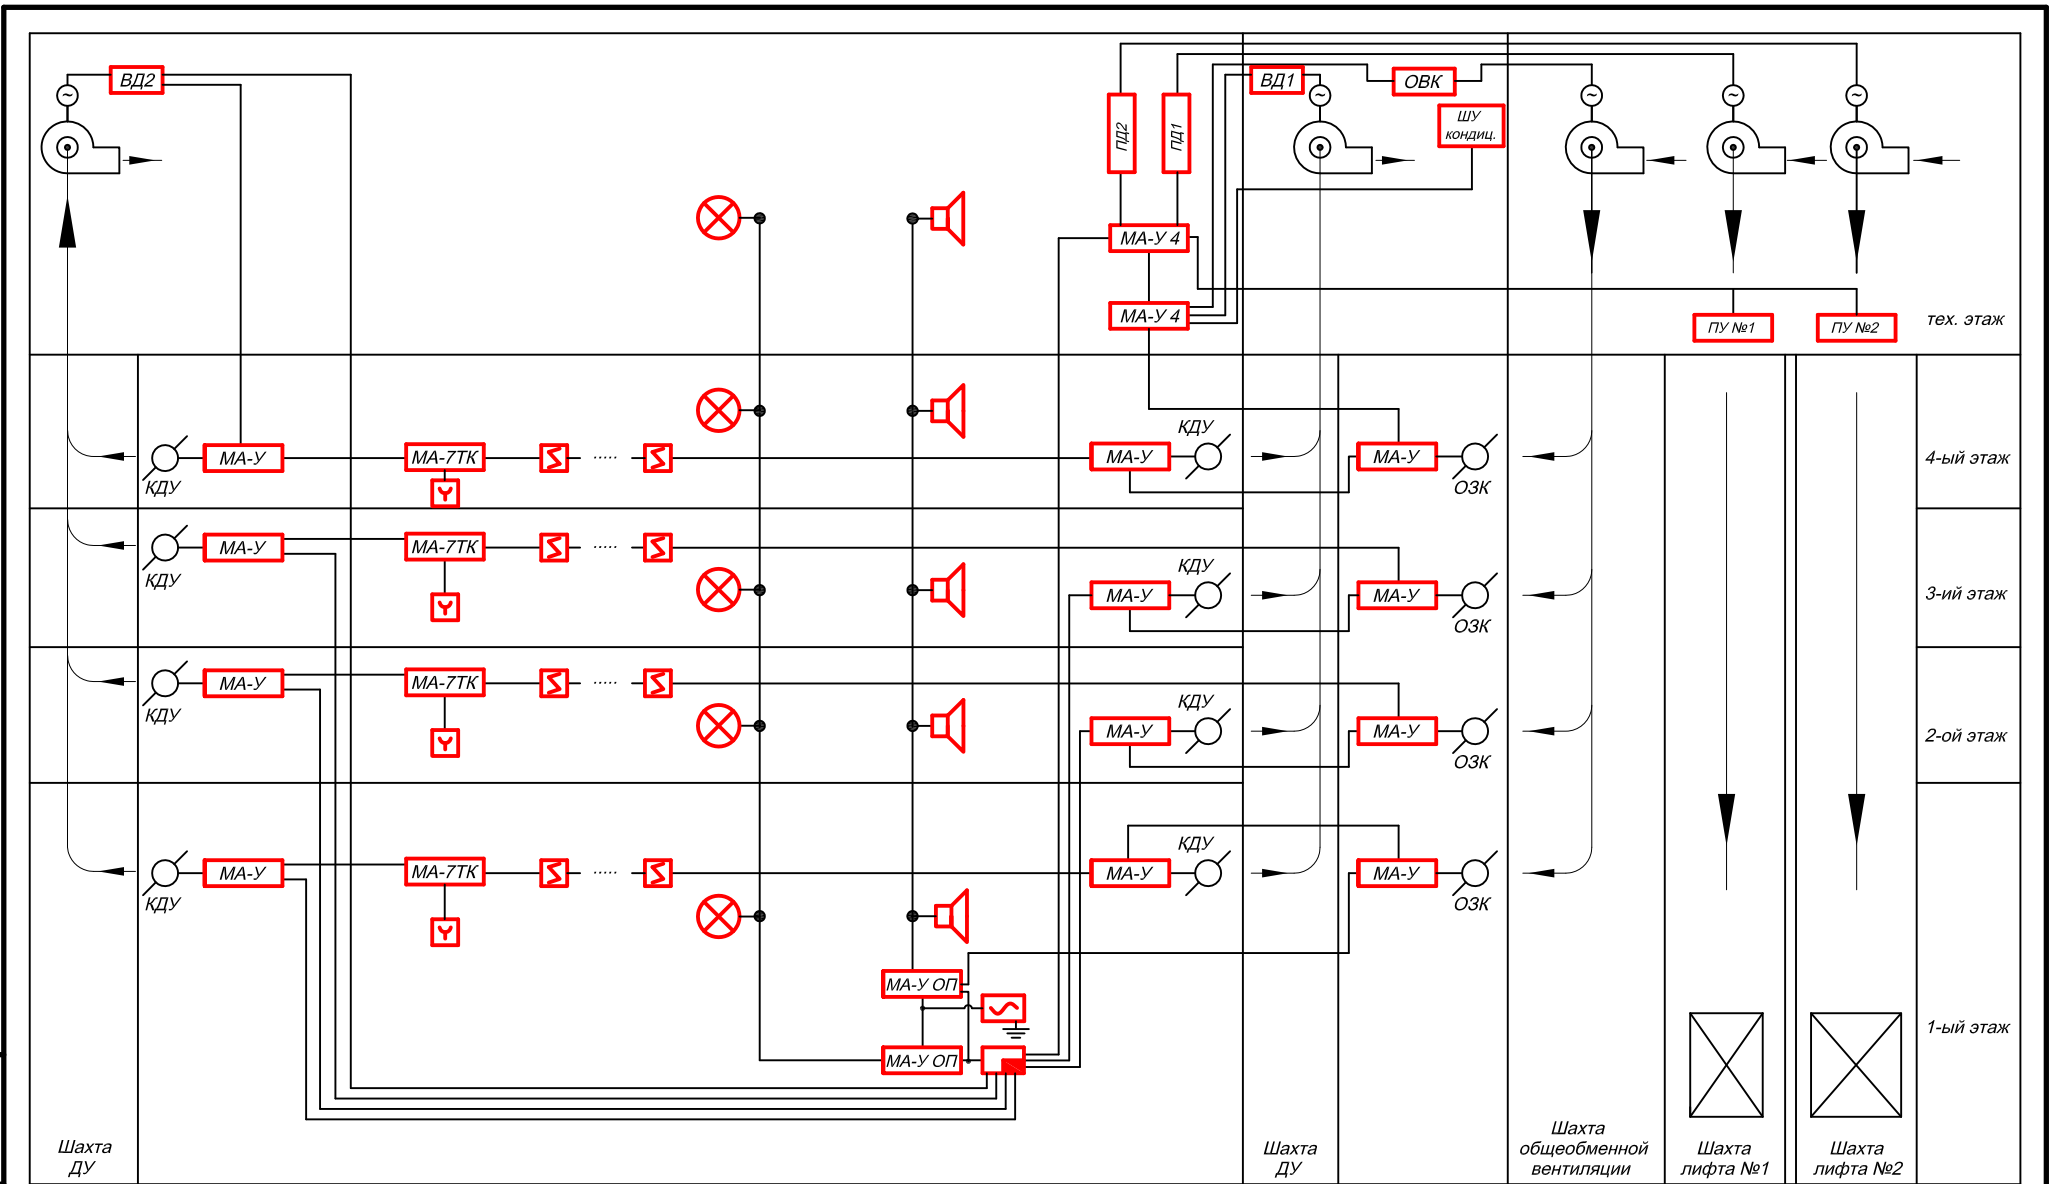 ВД2
ВД1
ОВК
ШУ
кондиц.
ПД2
ПД1
МА-У 4
МА-У 4
ПУ №1
ПУ №2
тех. этаж
КДУ
МА-У
МА-7ТК
.....
МА-У
КДУ
МА-У
ОЗК
4-ый этаж
КДУ
МА-У
МА-7ТК
.....
МА-У
КДУ
МА-У
ОЗК
3-ий этаж
КДУ
МА-У
МА-7ТК
.....
МА-У
КДУ
МА-У
ОЗК
2-ой этаж
КДУ
МА-У
МА-7ТК
.....
МА-У
КДУ
МА-У
ОЗК
МА-У ОП
МА-У ОП
1-ый этаж
Шахта
ДУ
Шахта
ДУ
Шахта
общеобменной
вентиляции
Шахта
лифта №1
Шахта
лифта №2